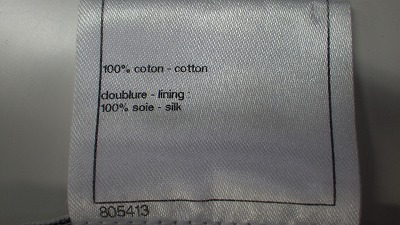 100% coton - cotton
doublure - lining :
100% soie - silk
805413